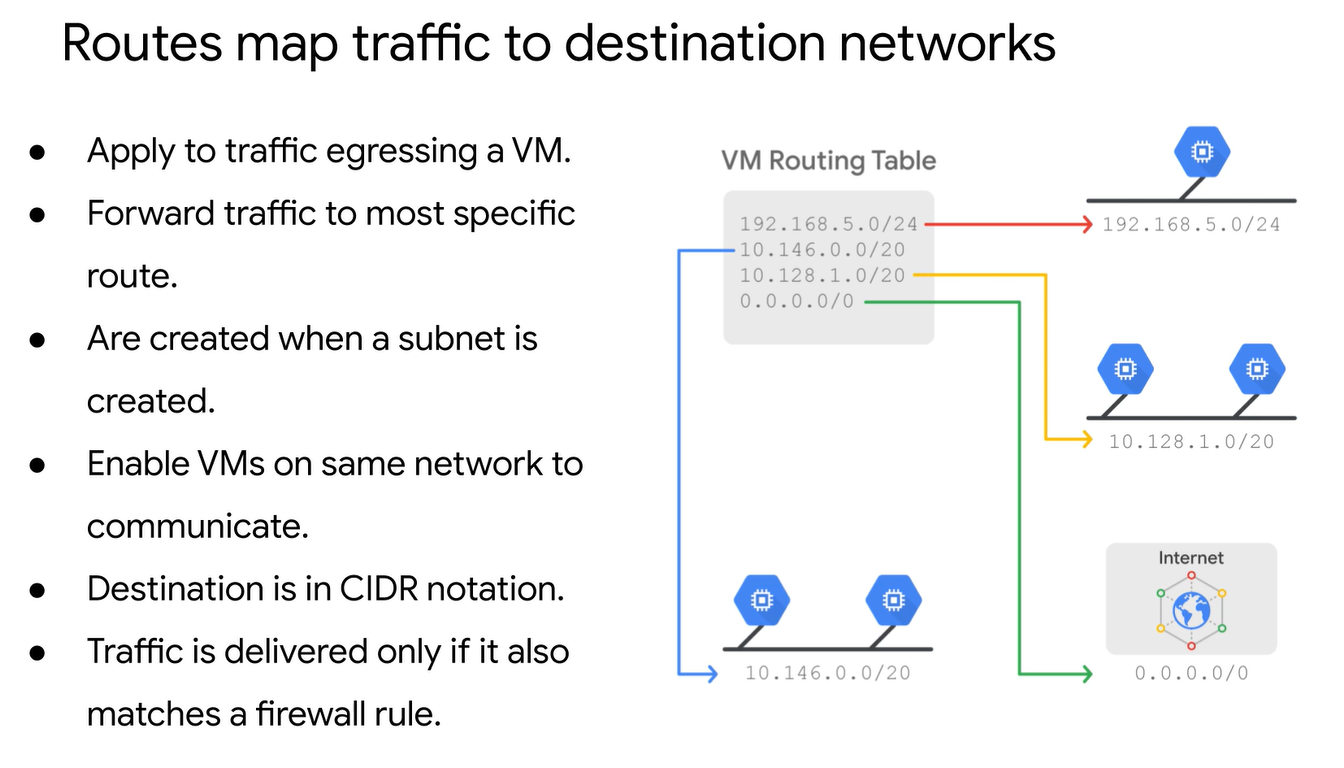 Routes map traffic to destination networks
● Apply to traffic egressing a VM.
● Forward traffic to most specific
route.
● Are created when a subnet is
created.
● Enable VMs on same network to
communicate.
● Destination is in CIDR notation.
● Traffic is delivered only if it also
matches a firewall rule.
VM Routing Table
192.168.5.0/24
10.146.0.0/20
10.128.1.0/20
0.0.0.0/0
192.168.5.0/24
10.128.1.0/20
Internet
0.0.0.0/0
10.146.0.0/20